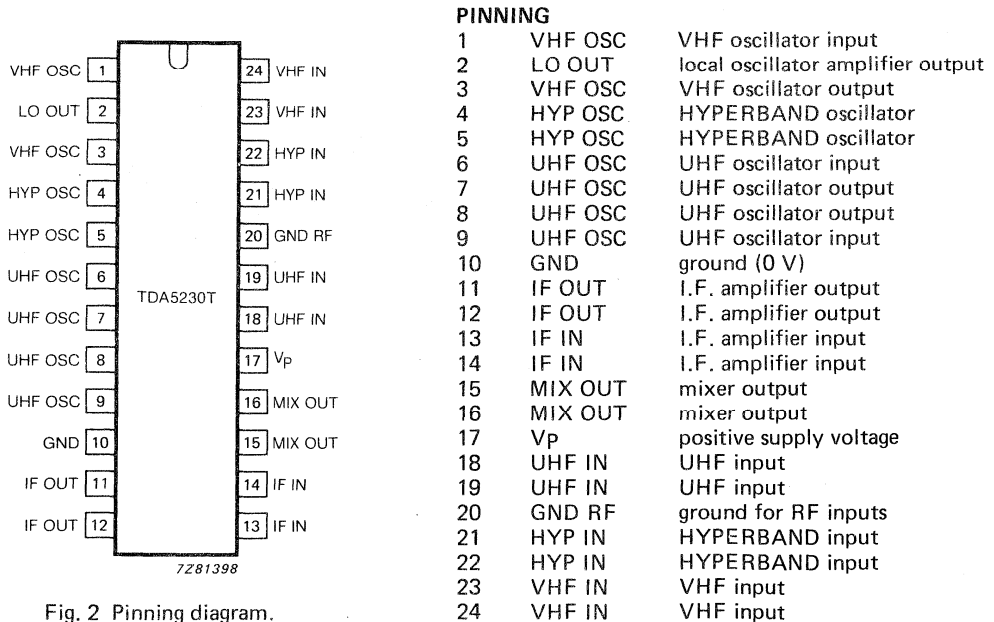 VHF OSC 1 24 VHF IN
LO OUT 2 23 VHF IN
VHF OSC 3 22 HYP IN
HYP OSC 4 21 HYP IN
HYP OSC 5 20 GND RF
UHF OSC 6 19 UHF IN
TDA5230T
UHF OSC 7 18 UHF IN
UHF OSC 8 17 VP
UHF OSC 9 16 MIX OUT
GND 10 15 MIX OUT
IF OUT 11 14 IF IN
IF OUT 12 13 IF IN
7Z81398
Fig. 2 Pinning diagram.
PINNING
1 VHF OSC VHF oscillator input
2 LO OUT local oscillator amplifier output
3 VHF OSC VHF oscillator output
4 HYP OSC HYPERBAND oscillator
5 HYP OSC HYPERBAND oscillator
6 UHF OSC UHF oscillator input
7 UHF OSC UHF oscillator output
8 UHF OSC UHF oscillator output
9 UHF OSC UHF oscillator input
10 GND ground (0 V)
11 IF OUT I.F. amplifier output
12 IF OUT I.F. amplifier output
13 IF IN I.F. amplifier input
14 IF IN I.F. amplifier input
15 MIX OUT mixer output
16 MIX OUT mixer output
17 VP positive supply voltage
18 UHF IN UHF input
19 UHF IN UHF input
20 GND RF ground for RF inputs
21 HYP IN HYPERBAND input
22 HYP IN HYPERBAND input
23 VHF IN VHF input
24 VHF IN VHF input